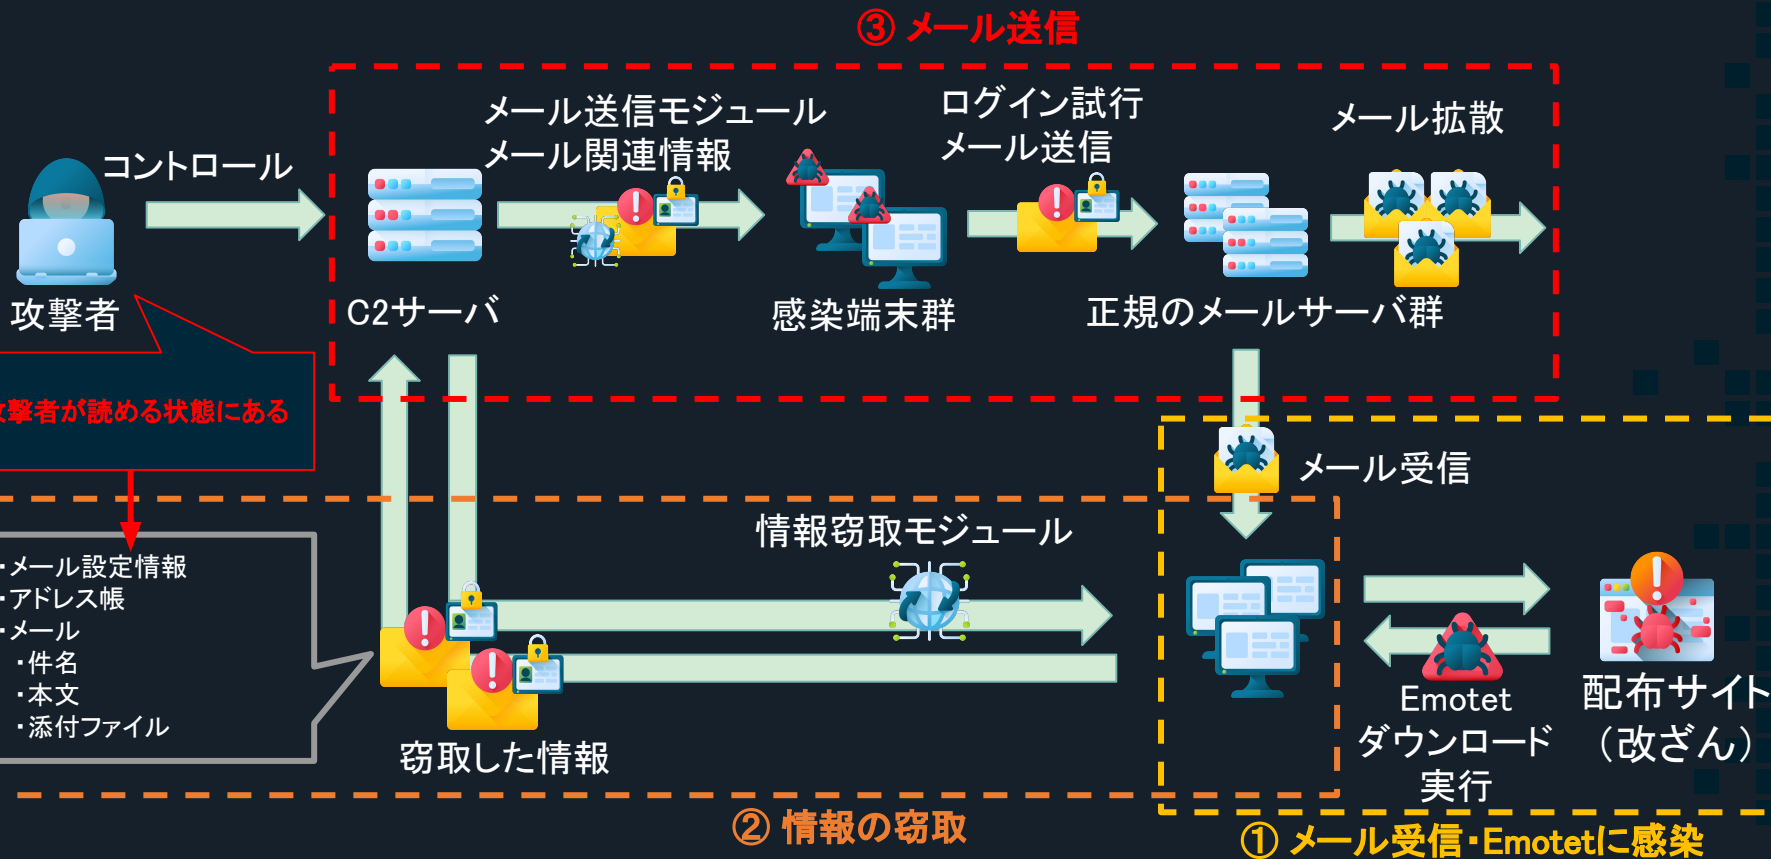 ③ メール送信
メール送信モジュール
メール関連情報
ログイン試行
メール送信
メール拡散
コントロール
攻撃者
C2サーバ
感染端末群
正規のメールサーバ群
攻撃者が読める状態にある
メール受信
情報窃取モジュール
・メール設定情報
・アドレス帳
・メール
・件名
・本文
・添付ファイル
窃取した情報
Emotet
ダウンロード
実行
配布サイト
（改ざん）
② 情報の窃取
① メール受信・Emotetに感染